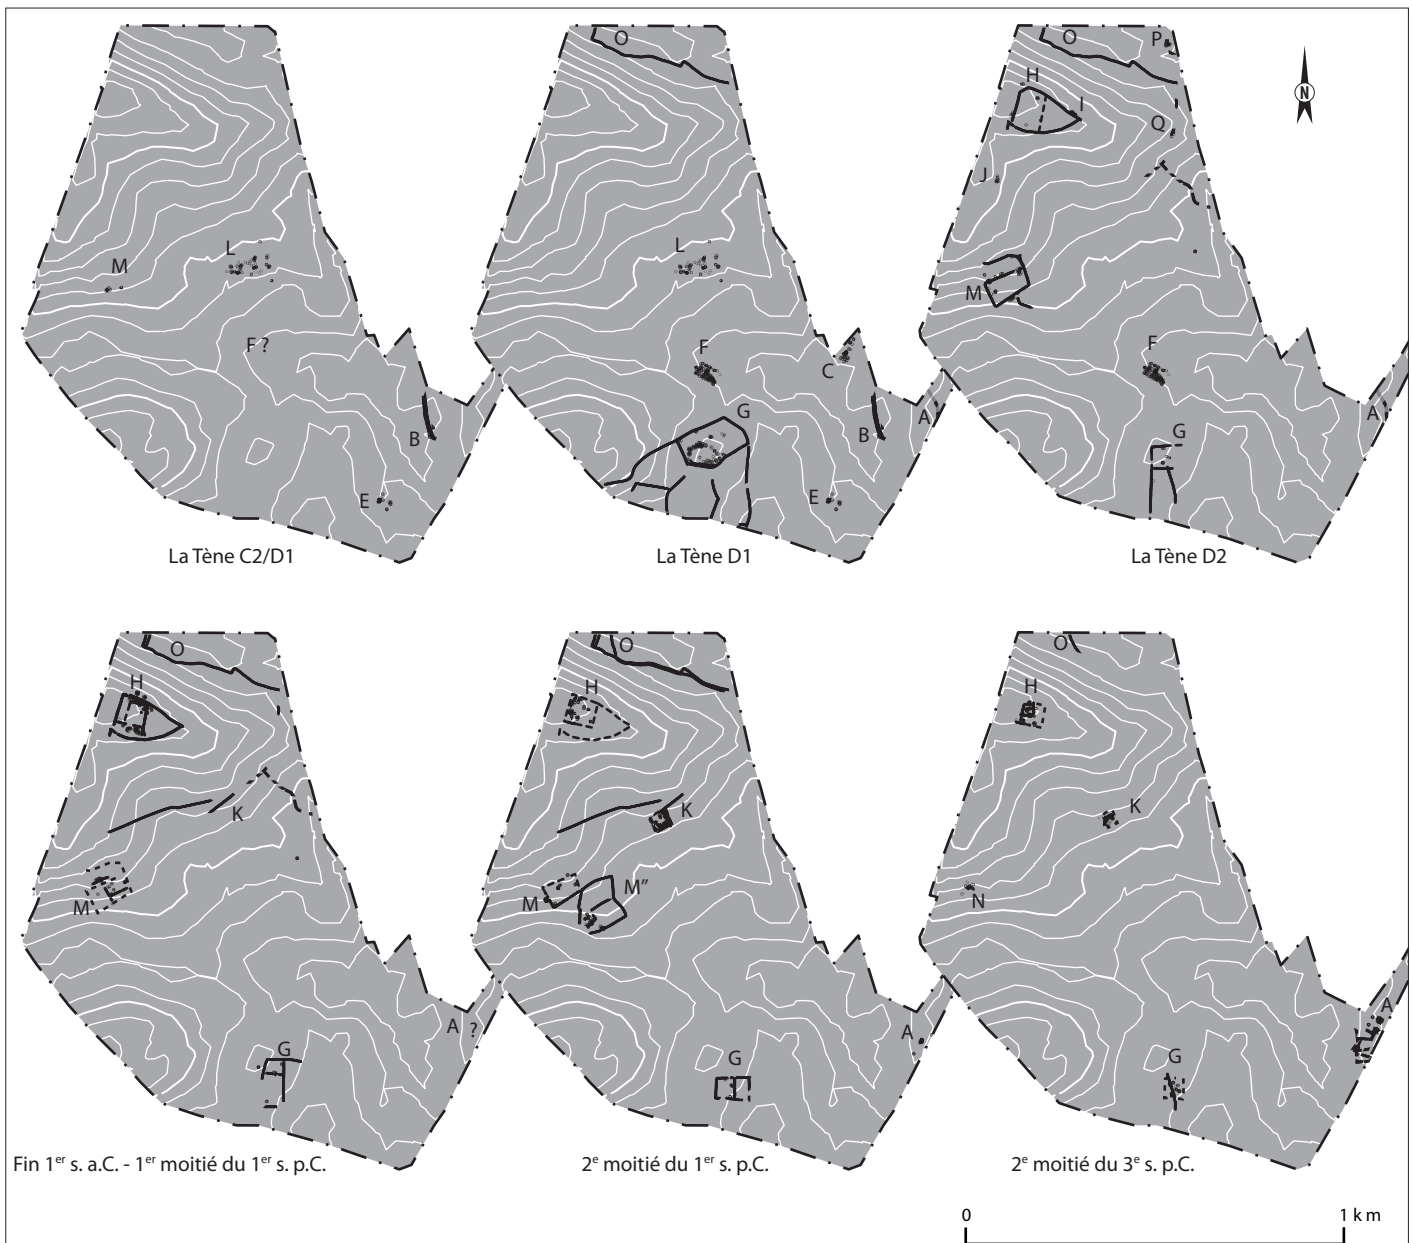 O
L
M
F ?
B
E
La Tène C2/D1
O
L
F
C
G
B
A
E
La Tène D1
O
P
H
I
Q
J
M
F
A
G
La Tène D2
N
O
H
K
M
A ?
G
Fin 1er s. a.C. - 1er moitié du 1er s. p.C.
O
H
K
M
M’’
A
G
2e moitié du 1er s. p.C.
O
H
K
N
A
G
2e moitié du 3e s. p.C.
0
1 k m